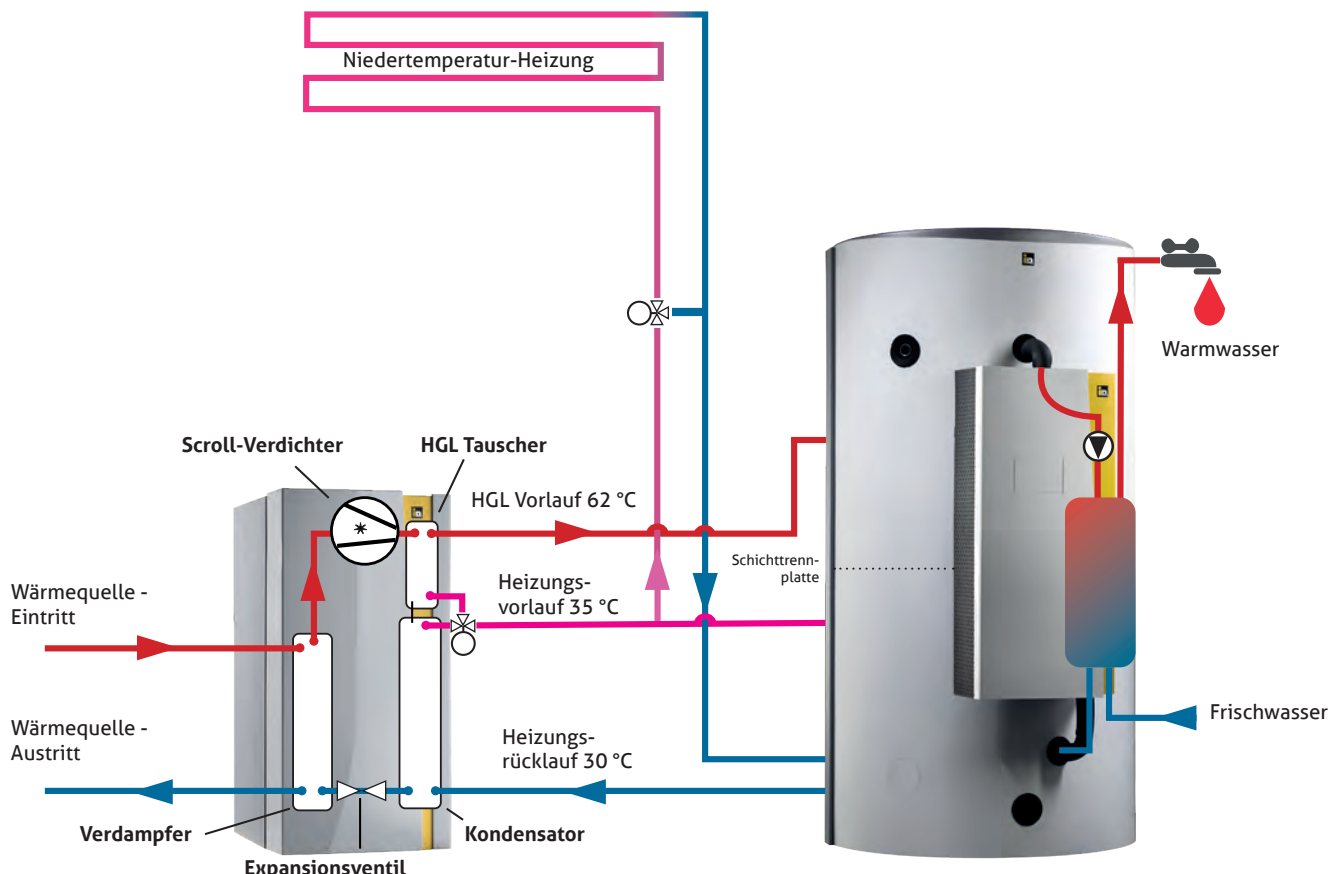 Niedertemperatur-Heizung
Warmwasser
Scroll-Verdichter
HGL Tauscher
HGL Vorlauf 62 °C
Schichttrenn-
platte
Heizungs-
vorlauf 35 °C
Wärmequelle -
Eintritt
Wärmequelle -
Austritt
Heizungs-
rücklauf 30 °C
Frischwasser
Verdampfer
Kondensator
Expansionsventil